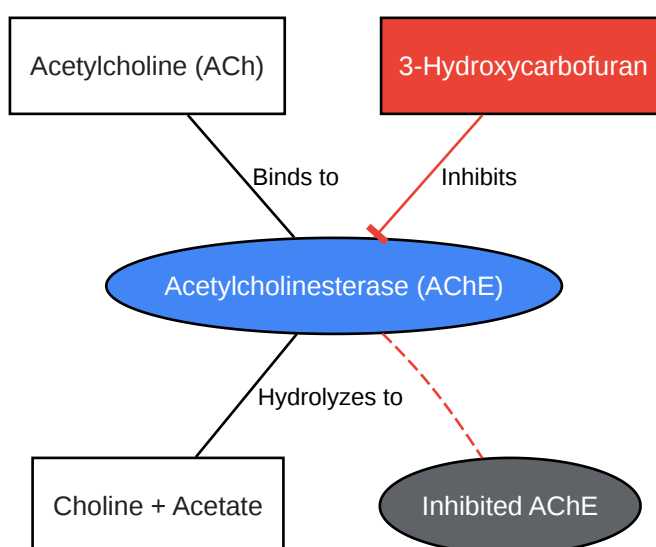 Acetylcholine (ACh)
3-Hydroxycarbofuran
Binds to
Inhibits
Acetylcholinesterase (AChE)
Hydrolyzes to
Choline + Acetate
Inhibited AChE